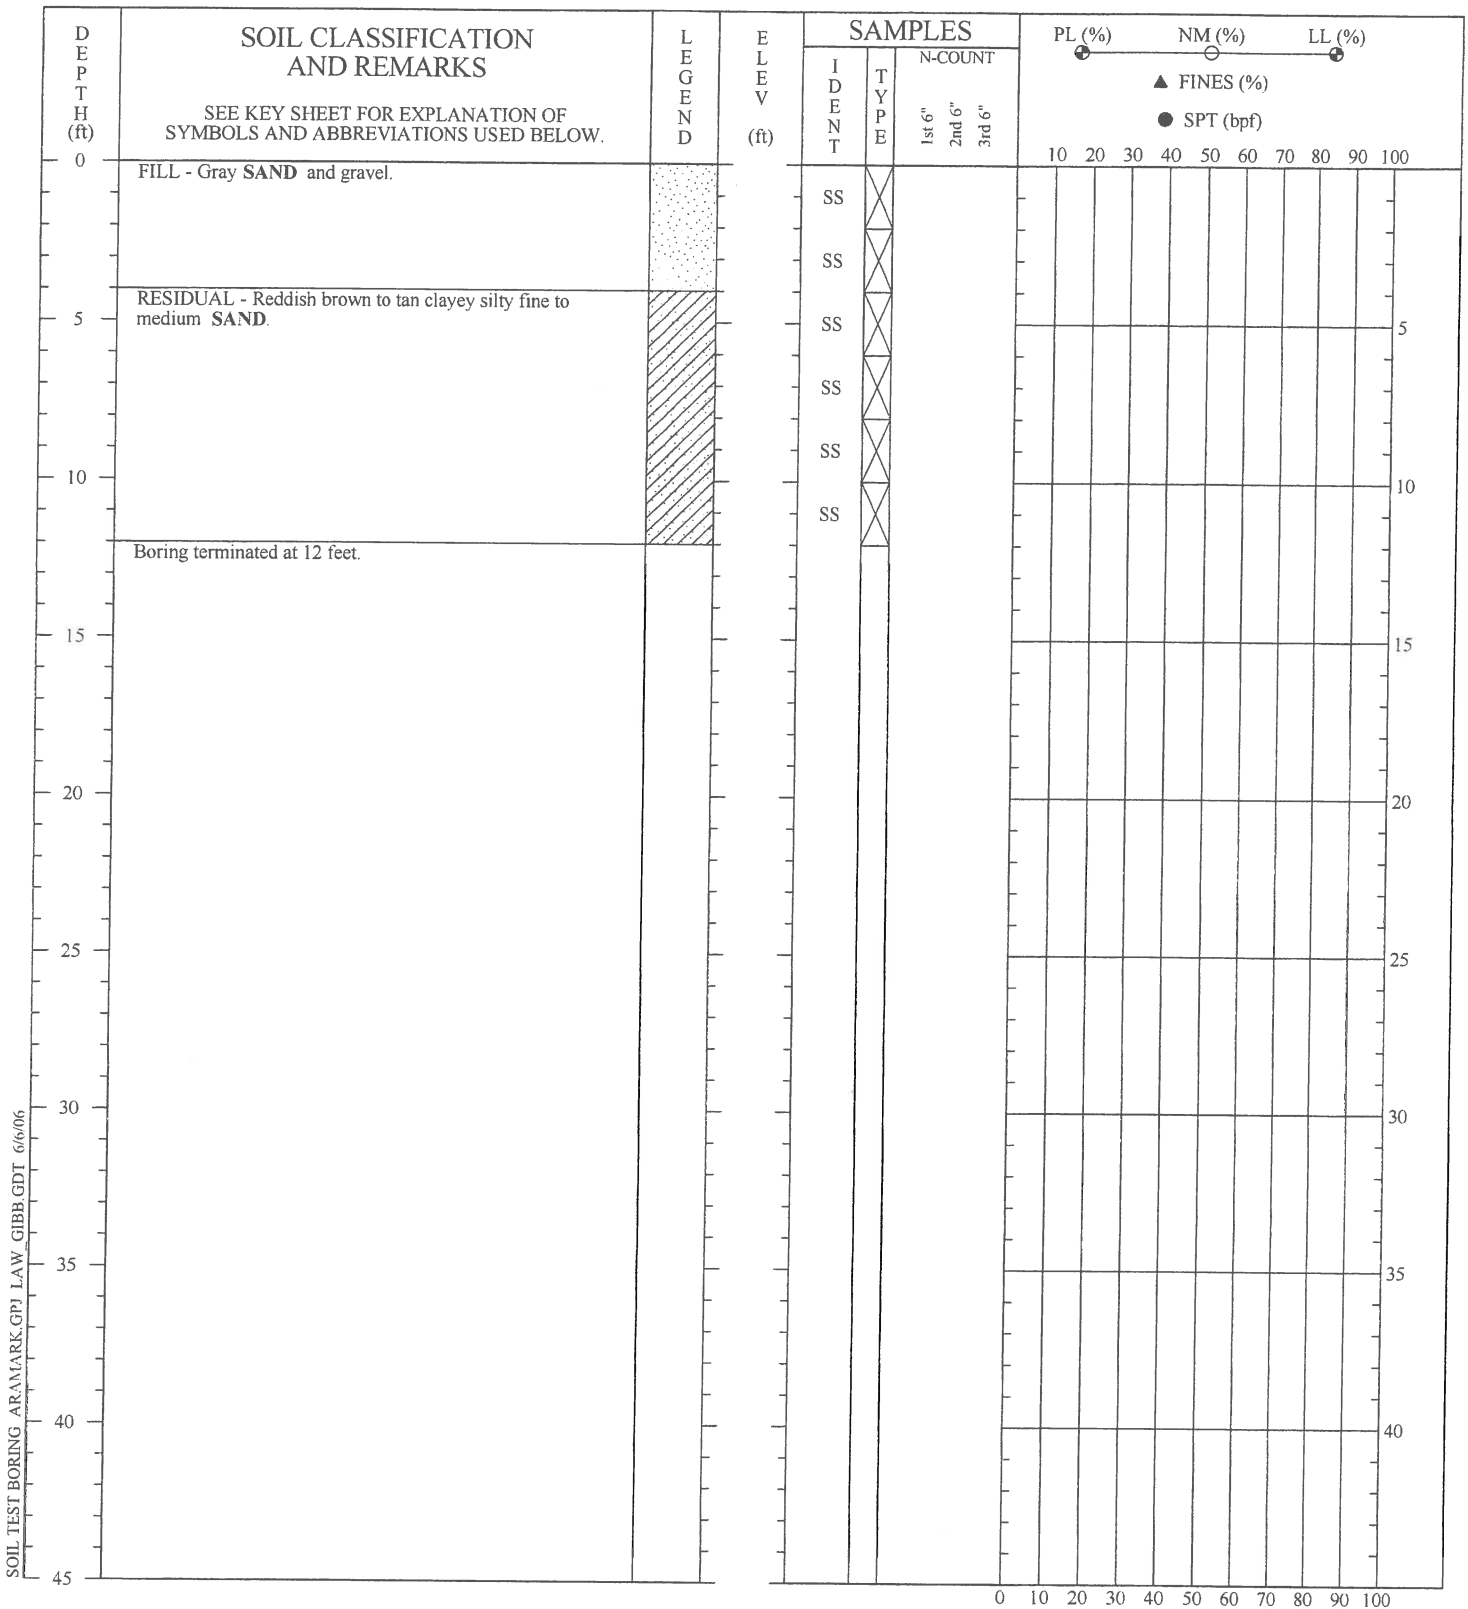 DEPTH (ft)
SOIL CLASSIFICATION
AND REMARKS
SEE KEY SHEET FOR EXPLANATION OF
SYMBOLS AND ABBREVIATIONS USED BELOW.
LEGEND
ELEV (ft)
SAMPLES
IDENT
TYPE
N-COUNT
1st 6"
2nd 6"
3rd 6"
PL (%) NM (%) LL (%)
▲ FINES (%)
● SPT (bpf)
10 20 30 40 50 60 70 80 90 100
0
FILL - Gray SAND and gravel.
SS
SS
RESIDUAL - Reddish brown to tan clayey silty fine to
medium SAND.
5 SS 5
SS
SS
10 10
SS
Boring terminated at 12 feet.
15 15
20 20
25 25
30 30
35 35
40 40
45
0 10 20 30 40 50 60 70 80 90 100
SOIL TEST BORING ARAMARK.GPJ LAW_GIBB.GDT 6/6/06